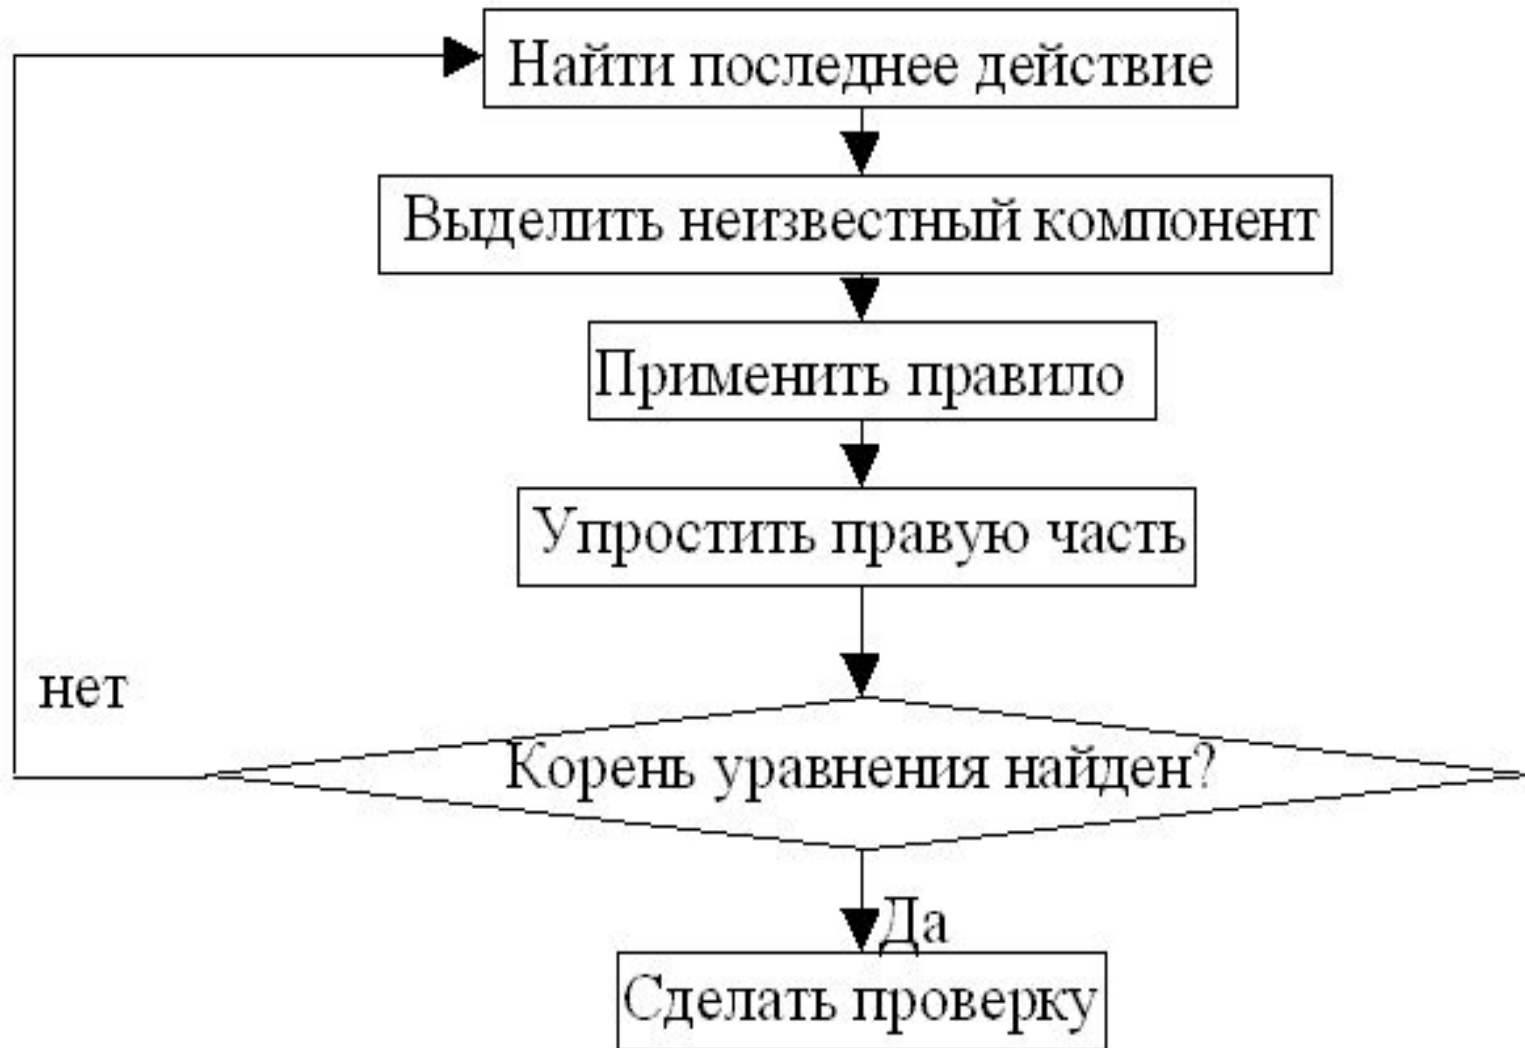 Найти последнее действие
Выделить неизвестный компонент
Применить правило
Упростить правую часть
нет
Корень уравнения найден?
Да
Сделать проверку